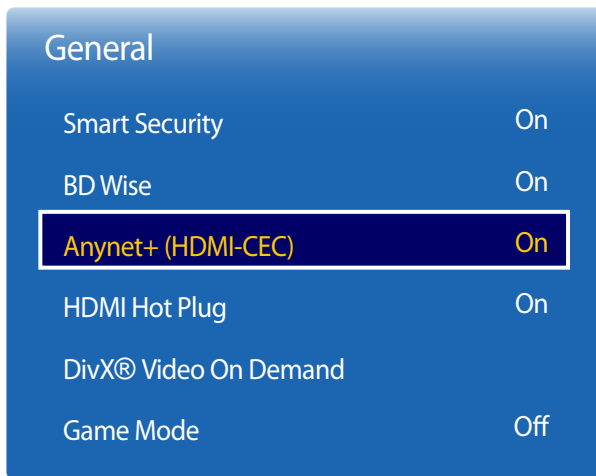 General
Smart Security On
BD Wise On
Anynet+ (HDMI-CEC) On
HDMI Hot Plug On
DivX® Video On Demand
Game Mode Off